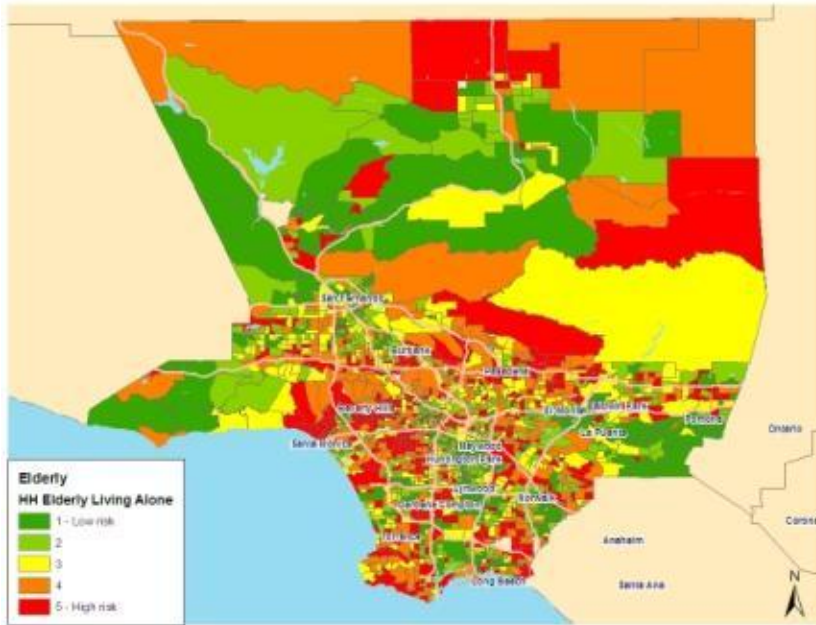 San Fernando
Burbank
Pasadena
Beverly Hills
El Monte
Baldwin Park
Pomona
La Puente
Santa Monica
Maywood
Huntington Park
Ontario
Lynwood
Norwalk
Compton
Torrance
Corona
Anaheim
Long Beach
Santa Ana
Elderly
HH Elderly Living Alone
1 - Low risk
2
3
4
5 - High risk
N